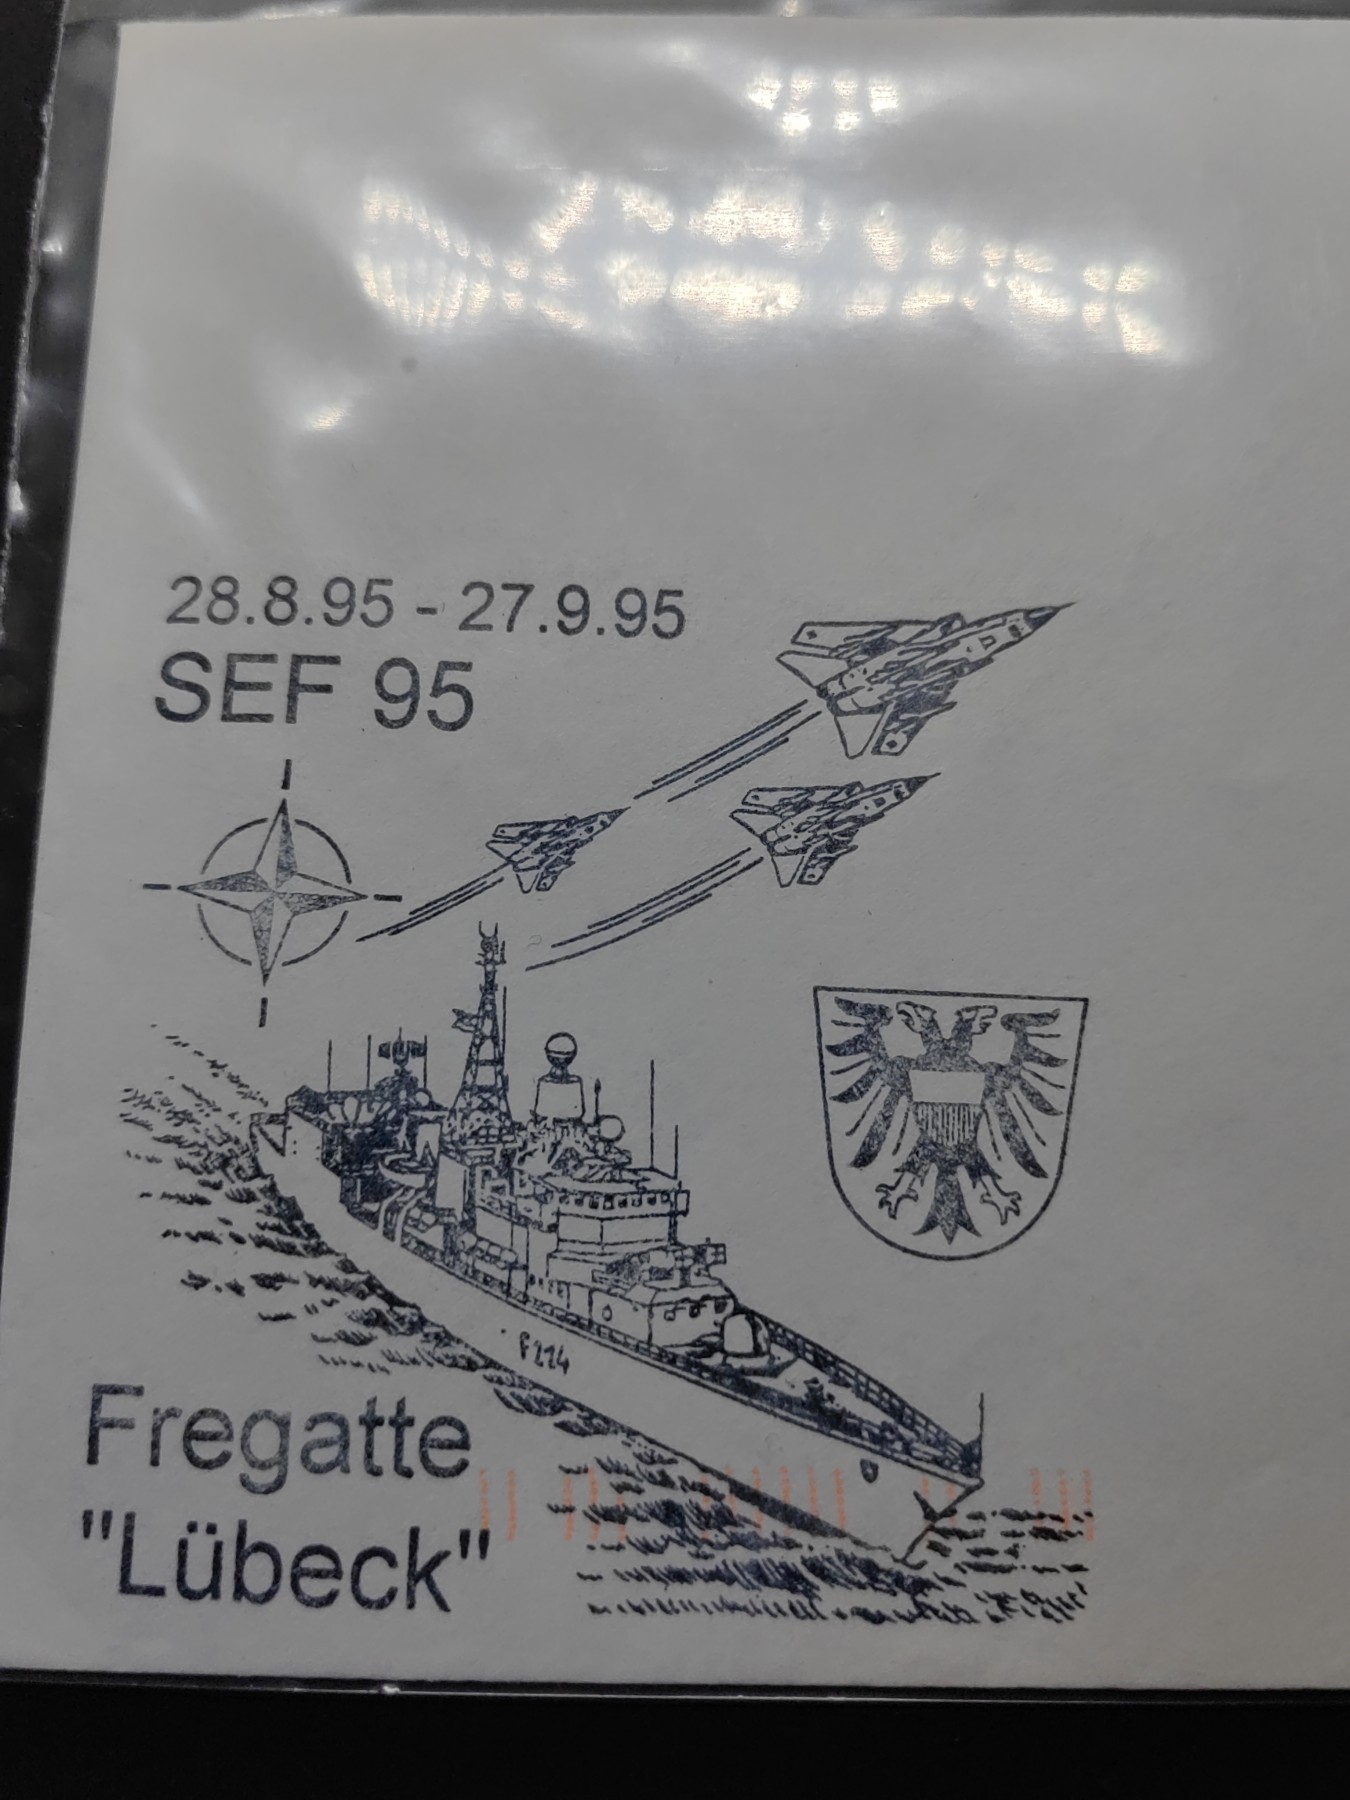 28.8.95 - 27.9.95
SEF 95
F224
Fregatte
"Lübeck"